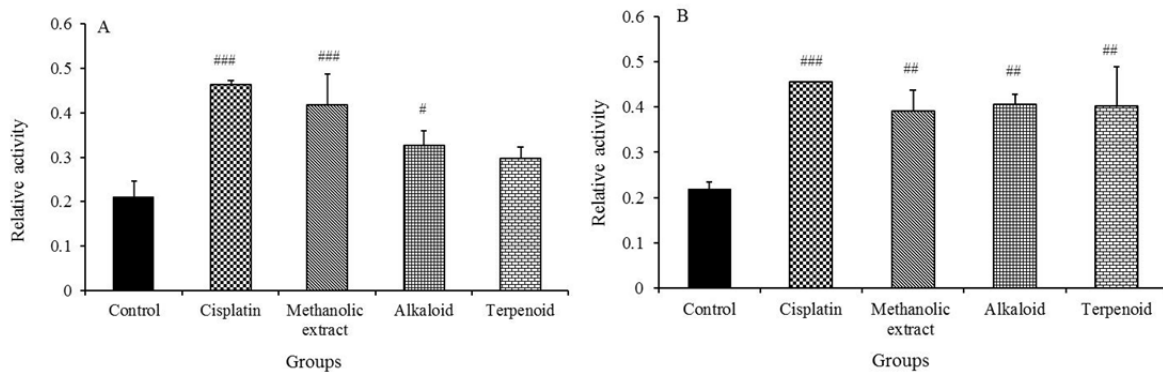 A
0.6
0.5
0.4
0.3
0.2
0.1
0
Relative activity
###
###
#
Control
Cisplatin
Methanolic
extract
Alkaloid
Terpenoid
Groups
B
0.6
0.5
0.4
0.3
0.2
0.1
0
Relative activity
###
##
##
##
Control
Cisplatin
Methanolic
extract
Alkaloid
Terpenoid
Groups